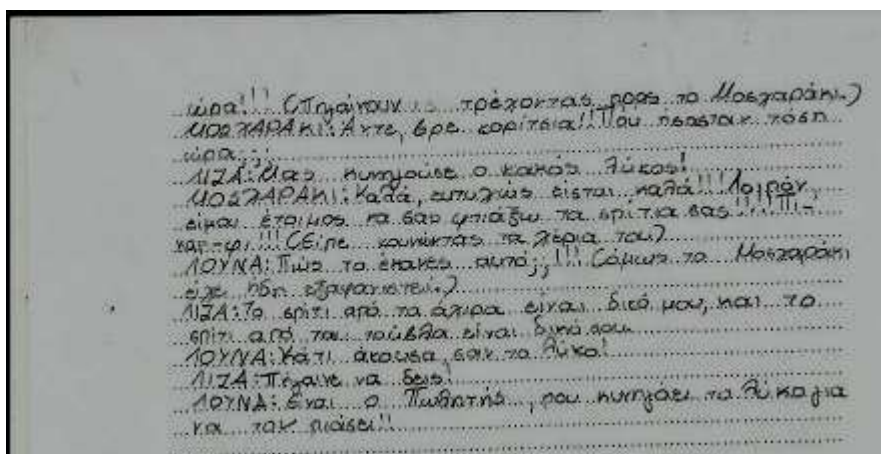 ώρα!!! (Πηγαίνουν τρέχοντας προς το Μοσχαράκι.)
ΜΟΣΧΑΡΑΚΙ: Άντε, βρε κορίτσια!!! Που ήσασταν τόση
ώρα;;;
ΛΙΖΑ: Μας κυνηγούσε ο κακός λύκος!
ΜΟΣΧΑΡΑΚΙ: Καλά, ευτυχώς είσται καλά!!! Λοιπόν,
είμαι έτοιμος να σας φτιάξω τα σπίτια σας!!!!
(Είπε κουνώντας τα χέρια του)
ΛΟΥΝΑ: Πώς το έκανες αυτό;;!!! (όμως το Μοσχαράκι
είχε ήδη εξαφανιστεί.)
ΛΙΖΑ: Το σπίτι από τα άχυρα είναι δικό μου, και το
σπίτι από τα τούβλα είναι δικό σου.
ΛΟΥΝΑ: Κάτι άκουσα, σαν το λύκο!
ΛΙΖΑ: Πήγαινε να δεις!
ΛΟΥΝΑ: Είναι ο που κυνηγάει το λύκο για
να τον πιάσει!!